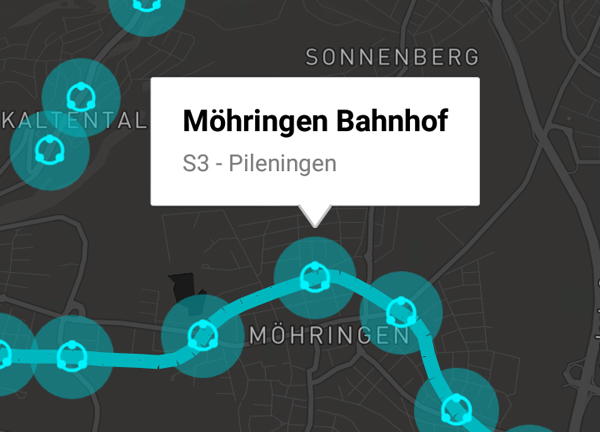 SONNENBERG
KALTENTAL
Möhringen Bahnhof
S3 - Pileningen
MÖHRINGEN